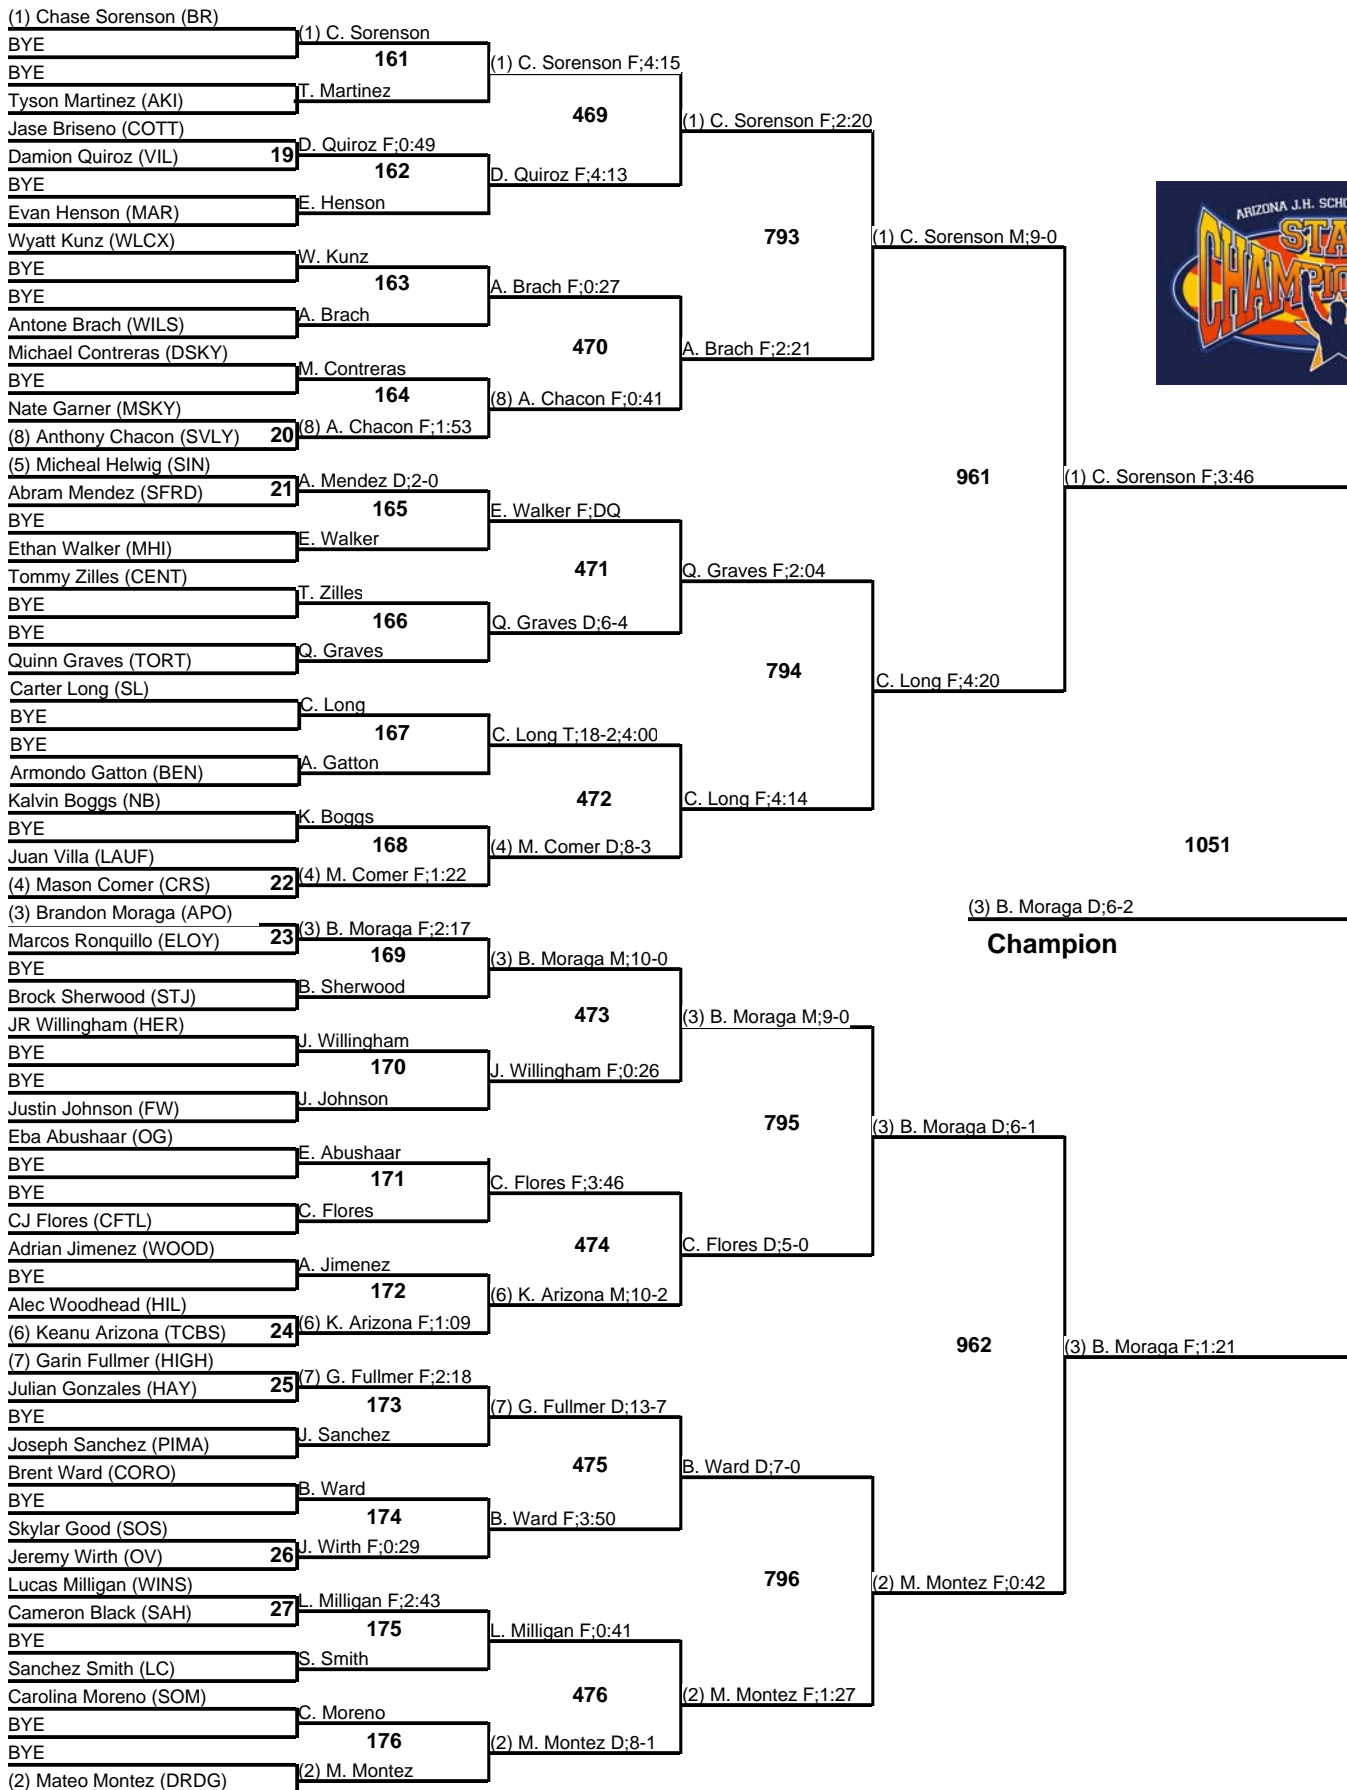 (1) Chase Sorenson (BR)
BYE
BYE
Tyson Martinez (AKI)
Jase Briseno (COTT)
Damion Quiroz (VIL) 19
BYE
Evan Henson (MAR)
Wyatt Kunz (WLCX)
BYE
BYE
Antone Brach (WILS)
Michael Contreras (DSKY)
BYE
Nate Garner (MSKY)
(8) Anthony Chacon (SVLY) 20
(5) Micheal Helwig (SIN)
Abram Mendez (SFRD) 21
BYE
Ethan Walker (MHI)
Tommy Zilles (CENT)
BYE
BYE
Quinn Graves (TORT)
Carter Long (SL)
BYE
BYE
Armondo Gatton (BEN)
Kalvin Boggs (NB)
BYE
Juan Villa (LAUF)
(4) Mason Comer (CRS) 22
(3) Brandon Moraga (APO)
Marcos Ronquillo (ELOY) 23
BYE
Brock Sherwood (STJ)
JR Willingham (HER)
BYE
BYE
Justin Johnson (FW)
Eba Abushaar (OG)
BYE
BYE
CJ Flores (CFTL)
Adrian Jimenez (WOOD)
BYE
Alec Woodhead (HIL)
(6) Keanu Arizona (TCBS) 24
(7) Garin Fullmer (HIGH)
Julian Gonzales (HAY) 25
BYE
Joseph Sanchez (PIMA)
Brent Ward (CORO)
BYE
Skylar Good (SOS)
Jeremy Wirth (OV) 26
Lucas Milligan (WINS)
Cameron Black (SAH) 27
BYE
Sanchez Smith (LC)
Carolina Moreno (SOM)
BYE
BYE
(2) Mateo Montez (DRDG)
(1) C. Sorenson
161
T. Martinez
D. Quiroz F;0:49
162
E. Henson
W. Kunz
163
A. Brach
M. Contreras
164
(8) A. Chacon F;1:53
A. Mendez D;2-0
165
E. Walker
T. Zilles
166
Q. Graves
C. Long
167
A. Gatton
K. Boggs
168
(4) M. Comer F;1:22
(3) B. Moraga F;2:17
169
B. Sherwood
J. Willingham
170
J. Johnson
E. Abushaar
171
C. Flores
A. Jimenez
172
(6) K. Arizona F;1:09
(7) G. Fullmer F;2:18
173
J. Sanchez
B. Ward
174
J. Wirth F;0:29
L. Milligan F;2:43
175
S. Smith
C. Moreno
176
(2) M. Montez
(1) C. Sorenson F;4:15
469
D. Quiroz F;4:13
A. Brach F;0:27
470
(8) A. Chacon F;0:41
E. Walker F;DQ
471
Q. Graves D;6-4
C. Long T;18-2;4:00
472
(4) M. Comer D;8-3
(3) B. Moraga M;10-0
473
J. Willingham F;0:26
C. Flores F;3:46
474
(6) K. Arizona M;10-2
(7) G. Fullmer D;13-7
475
B. Ward F;3:50
L. Milligan F;0:41
476
(2) M. Montez D;8-1
(1) C. Sorenson F;2:20
793
A. Brach F;2:21
Q. Graves F;2:04
794
C. Long F;4:14
(3) B. Moraga M;9-0
795
C. Flores D;5-0
B. Ward D;7-0
796
(2) M. Montez F;1:27
(1) C. Sorenson M;9-0
961
C. Long F;4:20
(3) B. Moraga D;6-1
962
(2) M. Montez F;0:42
ARIZONA J.H. SCHO
STA
CHAMPIO
(1) C. Sorenson F;3:46
1051
(3) B. Moraga D;6-2
Champion
(3) B. Moraga F;1:21